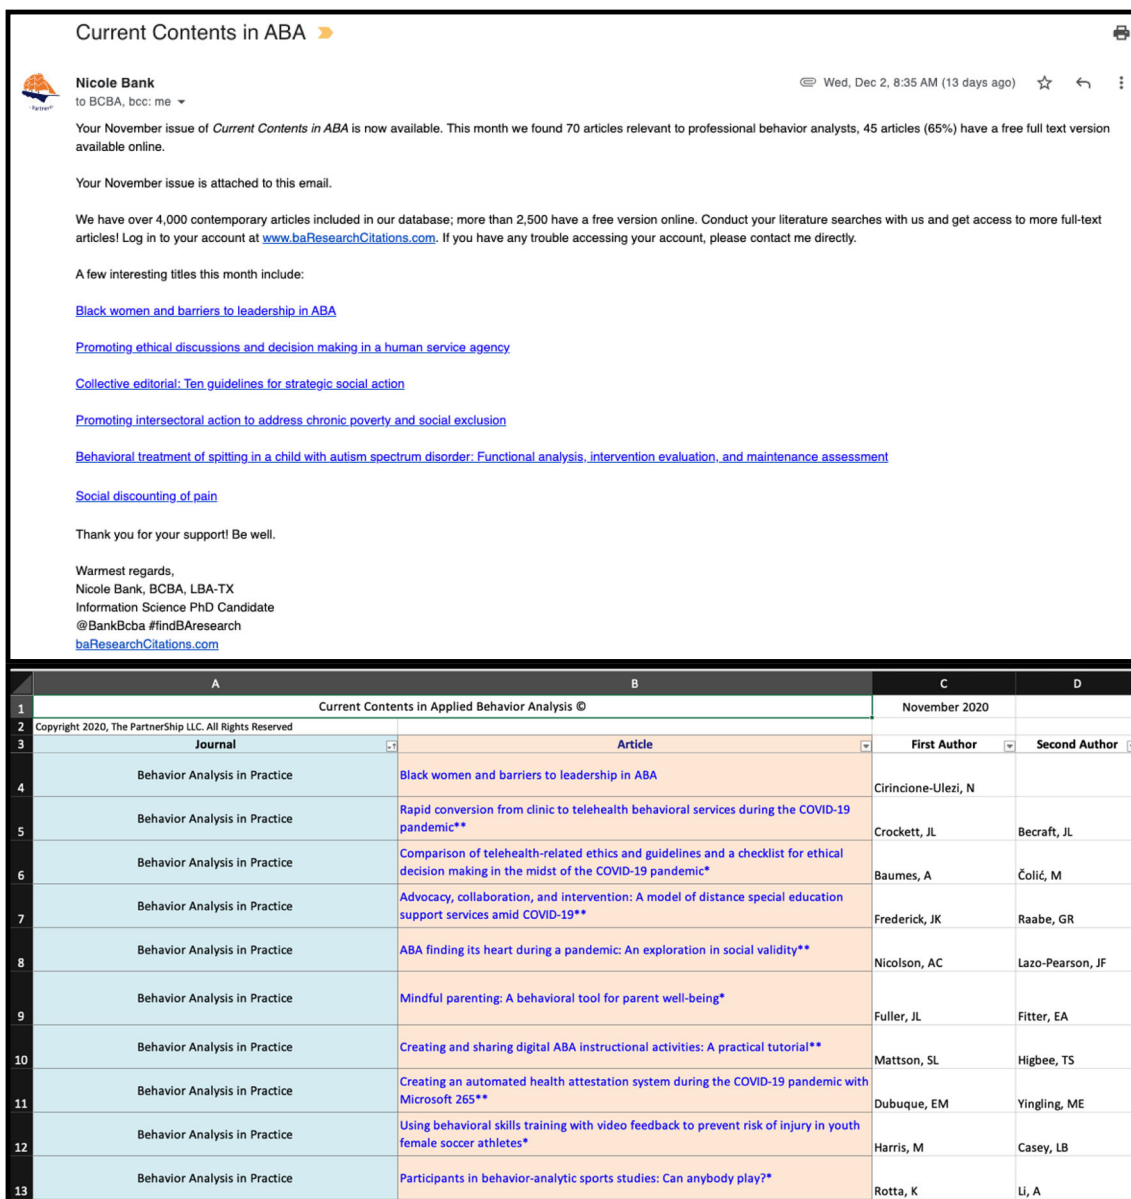 Current Contents in ABA
Nicole Bank
Wed, Dec 2, 8:35 AM (13 days ago)
to BCBA, bcc: me
Your November issue of Current Contents in ABA is now available. This month we found 70 articles relevant to professional behavior analysts, 45 articles (65%) have a free full text version
available online.
Your November issue is attached to this email.
We have over 4,000 contemporary articles included in our database; more than 2,500 have a free version online. Conduct your literature searches with us and get access to more full-text
articles! Log in to your account at www.baResearchCitations.com. If you have any trouble accessing your account, please contact me directly.
A few interesting titles this month include:
Black women and barriers to leadership in ABA
Promoting ethical discussions and decision making in a human service agency
Collective editorial: Ten guidelines for strategic social action
Promoting intersectoral action to address chronic poverty and social exclusion
Behavioral treatment of spitting in a child with autism spectrum disorder: Functional analysis, intervention evaluation, and maintenance assessment
Social discounting of pain
Thank you for your support! Be well.
Warmest regards,
Nicole Bank, BCBA, LBA-TX
Information Science PhD Candidate
@BankBcba #findBAresearch
baResearchCitations.com
A B C D
1 Current Contents in Applied Behavior Analysis © November 2020
2 Copyright 2020, The PartnerShip LLC. All Rights Reserved
3 Journal Article First Author Second Author
4 Behavior Analysis in Practice Black women and barriers to leadership in ABA Cirincione-Ulezi, N
5 Behavior Analysis in Practice Rapid conversion from clinic to telehealth behavioral services during the COVID-19
pandemic** Crockett, JL Becraft, JL
6 Behavior Analysis in Practice Comparison of telehealth-related ethics and guidelines and a checklist for ethical
decision making in the midst of the COVID-19 pandemic* Baumes, A Čolić, M
7 Behavior Analysis in Practice Advocacy, collaboration, and intervention: A model of distance special education
support services amid COVID-19** Frederick, JK Raabe, GR
8 Behavior Analysis in Practice ABA finding its heart during a pandemic: An exploration in social validity** Nicolson, AC Lazo-Pearson, JF
9 Behavior Analysis in Practice Mindful parenting: A behavioral tool for parent well-being* Fuller, JL Fitter, EA
10 Behavior Analysis in Practice Creating and sharing digital ABA instructional activities: A practical tutorial** Mattson, SL Higbee, TS
11 Behavior Analysis in Practice Creating an automated health attestation system during the COVID-19 pandemic with
Microsoft 265** Dubuque, EM Yingling, ME
12 Behavior Analysis in Practice Using behavioral skills training with video feedback to prevent risk of injury in youth
female soccer athletes* Harris, M Casey, LB
13 Behavior Analysis in Practice Participants in behavior-analytic sports studies: Can anybody play?* Rotta, K Li, A